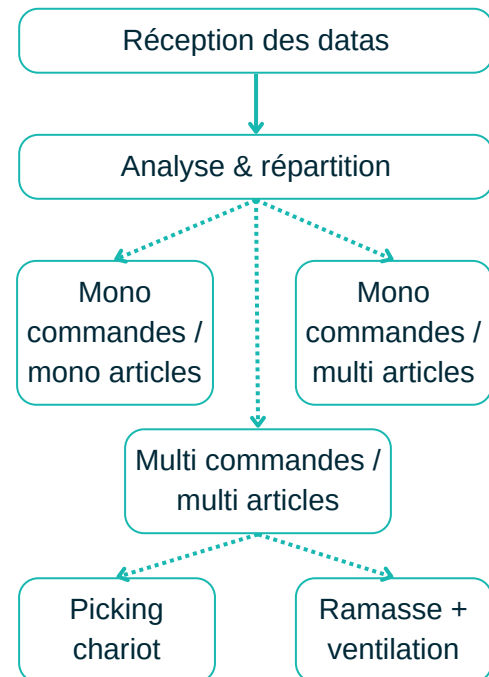 Réception des datas
Analyse & répartition
Mono
commandes /
mono articles
Mono
commandes /
multi articles
Multi commandes /
multi articles
Picking
chariot
Ramasse +
ventilation